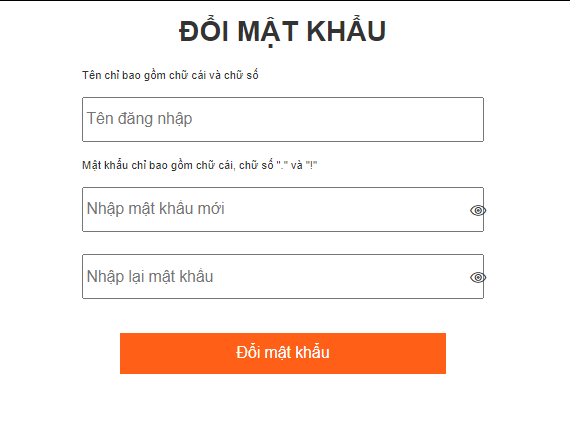 ĐỔI MẬT KHẨU
Tên chỉ bao gồm chữ cái và chữ số
Tên đăng nhập
Mật khẩu chỉ bao gồm chữ cái, chữ số "." và "!"
Nhập mật khẩu mới
Nhập lại mật khẩu
Đổi mật khẩu